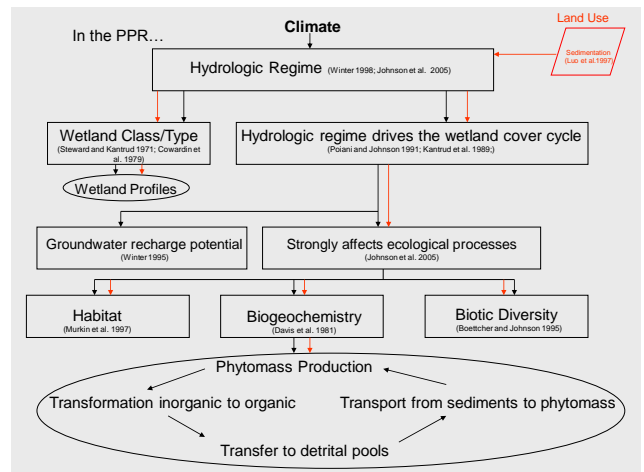 In the PPR…
Climate
Land Use
Sedimentation
(Luo et al.1997)
Hydrologic Regime (Winter 1998; Johnson et al. 2005)
Wetland Class/Type
(Steward and Kantrud 1971; Cowardin
et al. 1979)
Hydrologic regime drives the wetland cover cycle
(Poiani and Johnson 1991; Kantrud et al. 1989;)
Wetland Profiles
Groundwater recharge potential
(Winter 1995)
Strongly affects ecological processes
(Johnson et al. 2005)
Habitat
(Murkin et al. 1997)
Biogeochemistry
(Davis et al. 1981)
Biotic Diversity
(Boettcher and Johnson 1995)
Phytomass Production
Transformation inorganic to organic
Transport from sediments to phytomass
Transfer to detrital pools